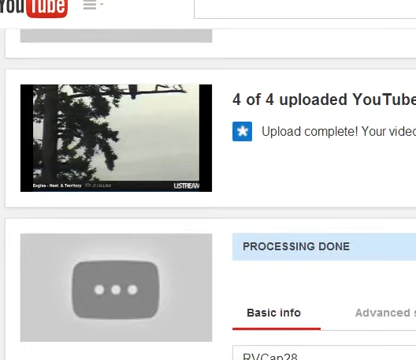 YouTube
4 of 4 uploaded YouTube
Upload complete! Your video
Eagles - Nest & Territory
USTREAM
PROCESSING DONE
Basic info
Advanced s
RVCap28